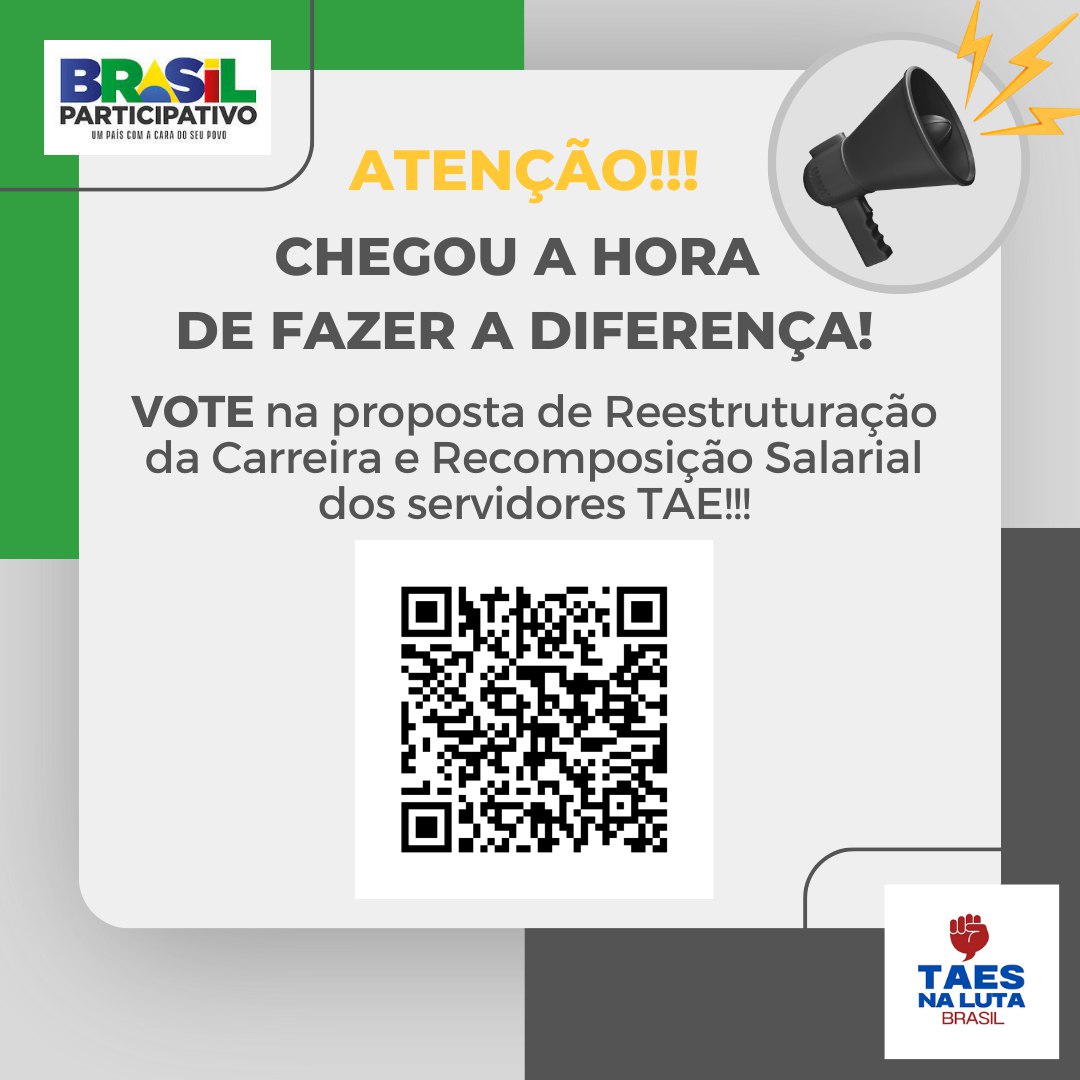 BRASIL
PARTICIPATIVO
UM PAÍS COM A CARA DO SEU POVO
ATENÇÃO!!!
CHEGOU A HORA
DE FAZER A DIFERENÇA!
VOTE na proposta de Reestruturação
da Carreira e Recomposição Salarial
dos servidores TAE!!!
TAES
NA LUTA
BRASIL